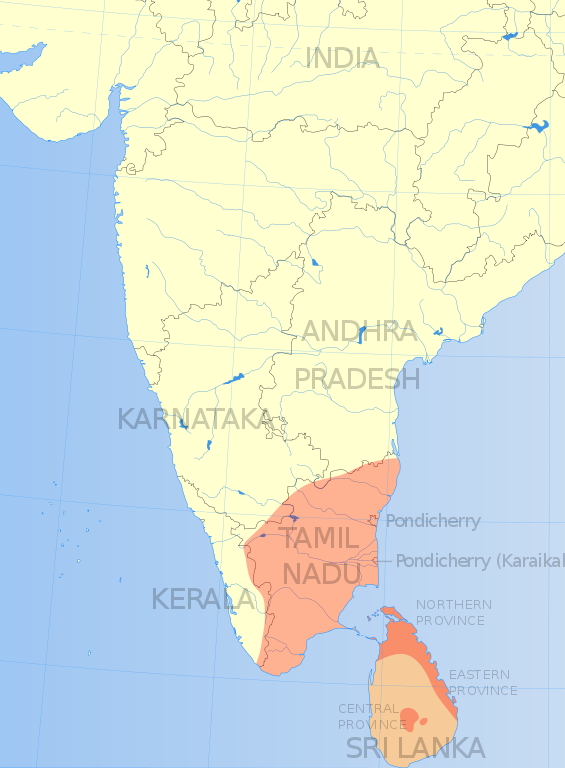 INDIA
ANDHRA
PRADESH
KARNATAKA
Pondicherry
TAMIL
NADU
Pondicherry (Karaikal
KERALA
NORTHERN
PROVINCE
EASTERN
PROVINCE
CENTRAL
PROVINCE
SRI LANKA